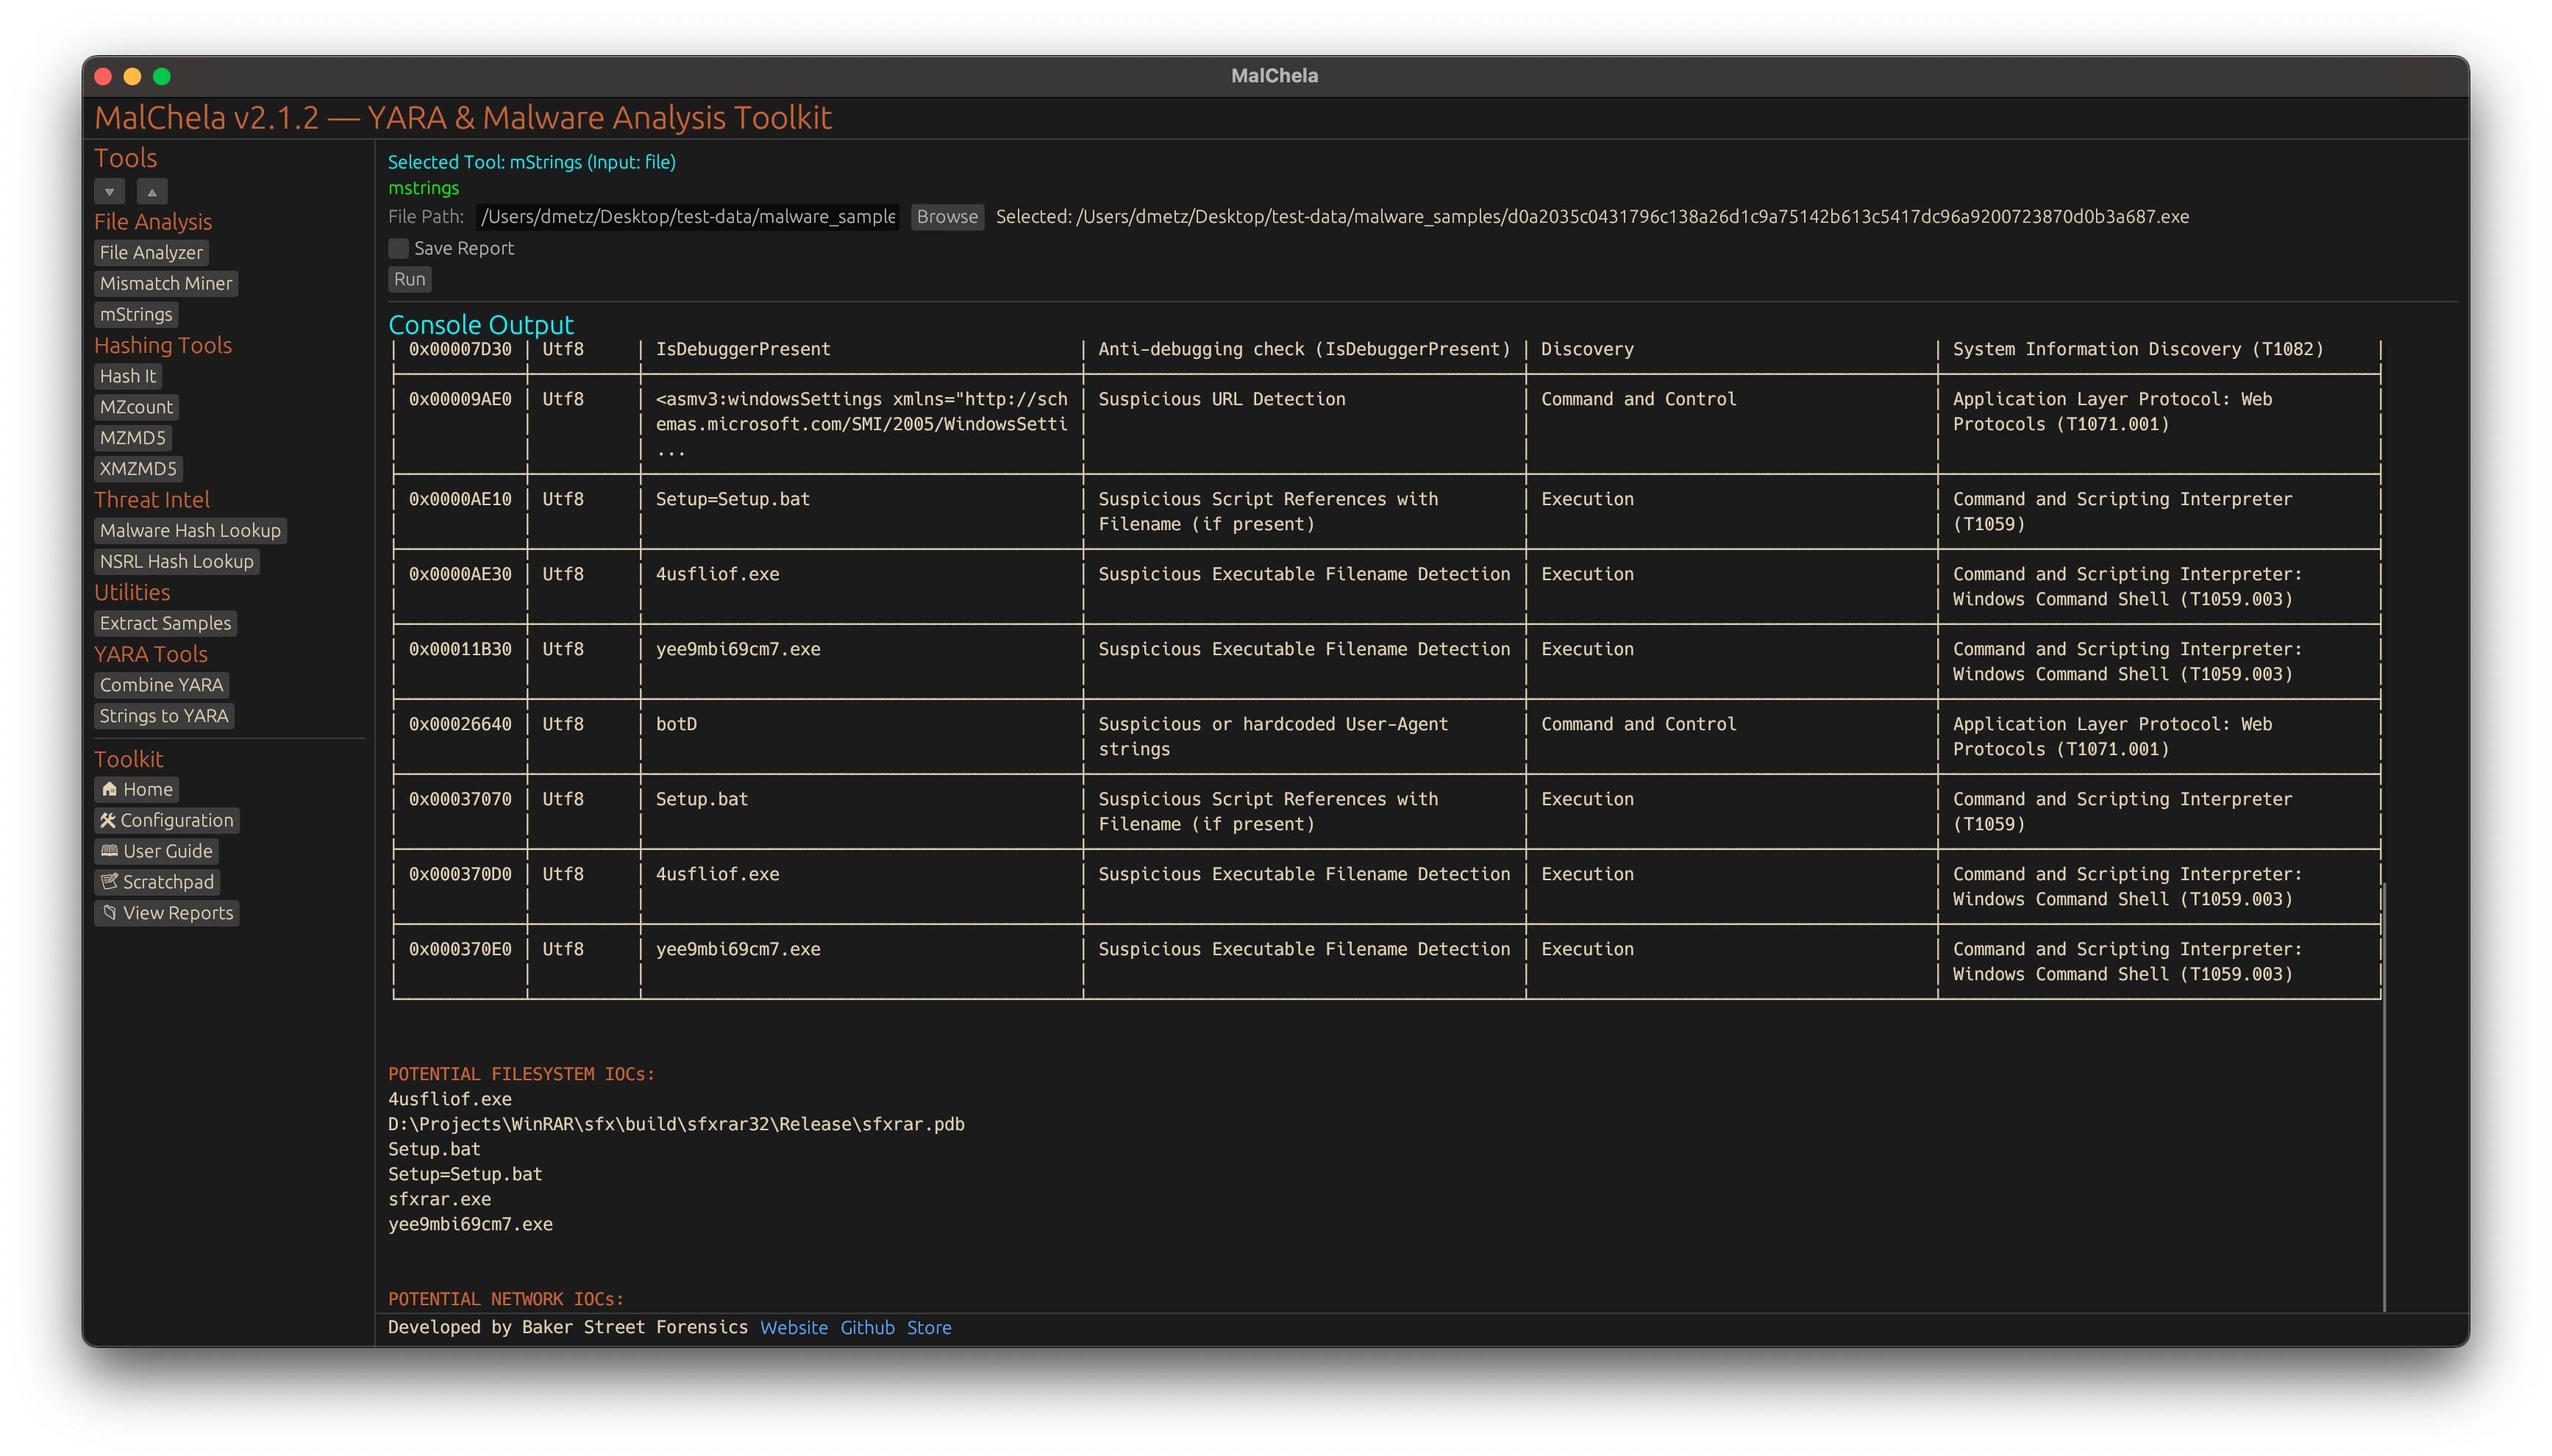 MalChela
MalChela v2.1.2 — YARA & Malware Analysis Toolkit
Tools
File Analysis
File Analyzer
Mismatch Miner
mStrings
Hashing Tools
Hash It
MZcount
MZMD5
XMZMD5
Threat Intel
Malware Hash Lookup
NSRL Hash Lookup
Utilities
Extract Samples
YARA Tools
Combine YARA
Strings to YARA
Toolkit
Home
Configuration
User Guide
Scratchpad
View Reports
Selected Tool: mStrings (Input: file)
mstrings
File Path: /Users/dmetz/Desktop/test-data/malware_sample Browse Selected: /Users/dmetz/Desktop/test-data/malware_samples/d0a2035c0431796c138a26d1c9a75142b613c5417dc96a9200723870d0b3a687.exe
Save Report
Run
Console Output
0x00007D30 Utf8 IsDebuggerPresent Anti-debugging check (IsDebuggerPresent) Discovery System Information Discovery (T1082)
0x00009AE0 Utf8 <asmv3:windowsSettings xmlns="http://sch Suspicious URL Detection Command and Control Application Layer Protocol: Web
emas.microsoft.com/SMI/2005/WindowsSetti Protocols (T1071.001)
...
0x0000AE10 Utf8 Setup=Setup.bat Suspicious Script References with Execution Command and Scripting Interpreter
Filename (if present) (T1059)
0x0000AE30 Utf8 4usfliof.exe Suspicious Executable Filename Detection Execution Command and Scripting Interpreter:
Windows Command Shell (T1059.003)
0x00011B30 Utf8 yee9mbi69cm7.exe Suspicious Executable Filename Detection Execution Command and Scripting Interpreter:
Windows Command Shell (T1059.003)
0x00026640 Utf8 botD Suspicious or hardcoded User-Agent Command and Control Application Layer Protocol: Web
strings Protocols (T1071.001)
0x00037070 Utf8 Setup.bat Suspicious Script References with Execution Command and Scripting Interpreter
Filename (if present) (T1059)
0x000370D0 Utf8 4usfliof.exe Suspicious Executable Filename Detection Execution Command and Scripting Interpreter:
Windows Command Shell (T1059.003)
0x000370E0 Utf8 yee9mbi69cm7.exe Suspicious Executable Filename Detection Execution Command and Scripting Interpreter:
Windows Command Shell (T1059.003)
POTENTIAL FILESYSTEM IOCs:
4usfliof.exe
D:\Projects\WinRAR\sfx\build\sfxrar32\Release\sfxrar.pdb
Setup.bat
Setup=Setup.bat
sfxrar.exe
yee9mbi69cm7.exe
POTENTIAL NETWORK IOCs:
Developed by Baker Street Forensics Website Github Store